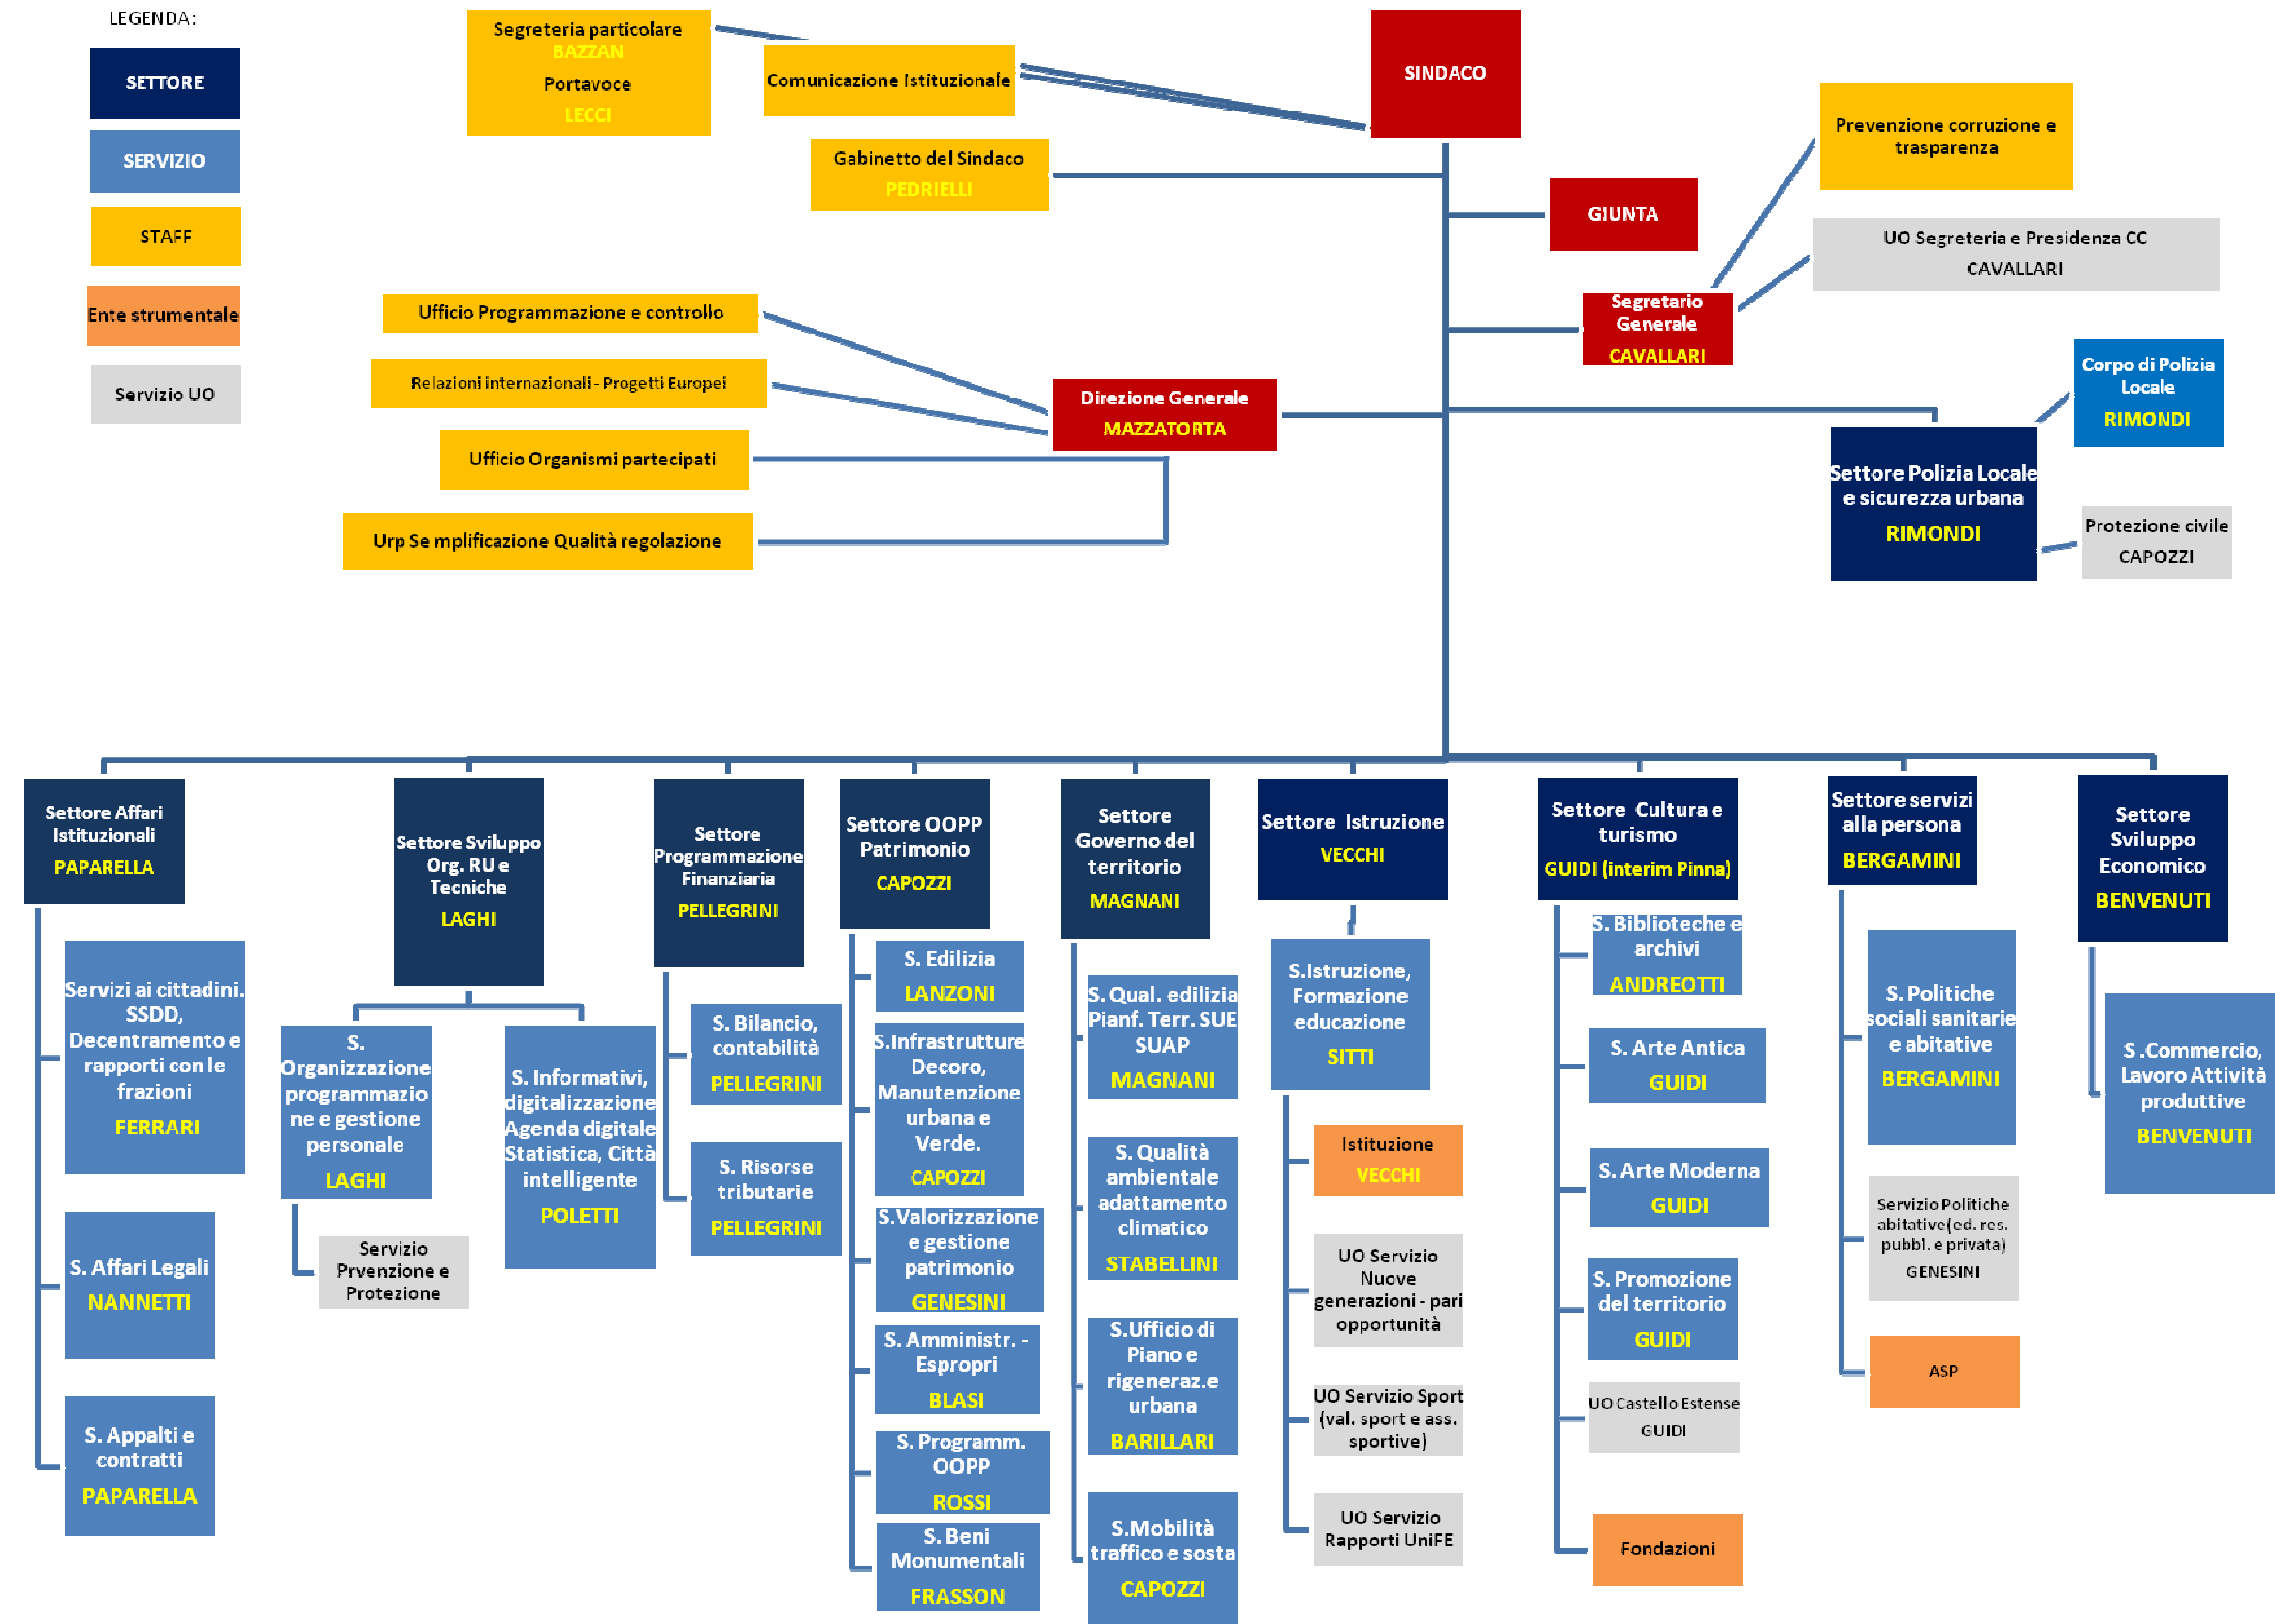 LEGENDA:
SETTORE
SERVIZIO
STAFF
Ente strumentale
Servizio UO
Segreteria particolare
BAZZAN
Portavoce
LECCI
Comunicazione Istituzionale
Gabinetto del Sindaco
PEDRIELLI
SINDACO
GIUNTA
Prevenzione corruzione e
trasparenza
UO Segreteria e Presidenza CC
CAVALLARI
Segretario
Generale
CAVALLARI
Ufficio Programmazione e controllo
Relazioni internazionali - Progetti Europei
Ufficio Organismi partecipati
Urp Se mplificazione Qualità regolazione
Direzione Generale
MAZZATORTA
Corpo di Polizia
Locale
RIMONDI
Settore Polizia Locale
e sicurezza urbana
RIMONDI
Protezione civile
CAPOZZI
Settore Affari
Istituzionali
PAPARELLA
Servizi ai cittadini.
SSDD,
Decentramento e
rapporti con le
frazioni
FERRARI
S. Affari Legali
NANNETTI
S. Appalti e
contratti
PAPARELLA
Settore Sviluppo
Org. RU e
Tecniche
LAGHI
S.
Organizzazione
programmazio
ne e gestione
personale
LAGHI
Servizio
Prvenzione e
Protezione
S. Informativi,
digitalizzazione
Agenda digitale
Statistica, Città
intelligente
POLETTI
Settore
Programmazione
Finanziaria
PELLEGRINI
S. Bilancio,
contabilità
PELLEGRINI
S. Risorse
tributarie
PELLEGRINI
Settore OOPP
Patrimonio
CAPOZZI
S. Edilizia
LANZONI
S.Infrastrutture
Decoro,
Manutenzione
urbana e
Verde.
CAPOZZI
S.Valorizzazione
e gestione
patrimonio
GENESINI
S. Amministr. -
Espropri
BLASI
S. Programm.
OOPP
ROSSI
S. Beni
Monumentali
FRASSON
Settore
Governo del
territorio
MAGNANI
S. Qual. edilizia
Pianf. Terr. SUE
SUAP
MAGNANI
S. Qualità
ambientale
adattamento
climatico
STABELLINI
S.Ufficio di
Piano e
rigeneraz.e
urbana
BARILLARI
S.Mobilità
traffico e sosta
CAPOZZI
Settore Istruzione
VECCHI
S.Istruzione,
Formazione
educazione
SITTI
Istituzione
VECCHI
UO Servizio
Nuove
generazioni - pari
opportunità
UO Servizio Sport
(val. sport e ass.
sportive)
UO Servizio
Rapporti UniFE
Settore Cultura e
turismo
GUIDI (interim Pinna)
S. Biblioteche e
archivi
ANDREOTTI
S. Arte Antica
GUIDI
S. Arte Moderna
GUIDI
S. Promozione
del territorio
GUIDI
UO Castello Estense
GUIDI
Fondazioni
Settore servizi
alla persona
BERGAMINI
S. Politiche
sociali sanitarie
e abitative
BERGAMINI
Servizio Politiche
abitative(ed. res.
pubbl. e privata)
GENESINI
ASP
Settore
Sviluppo
Economico
BENVENUTI
S .Commercio,
Lavoro Attività
produttive
BENVENUTI